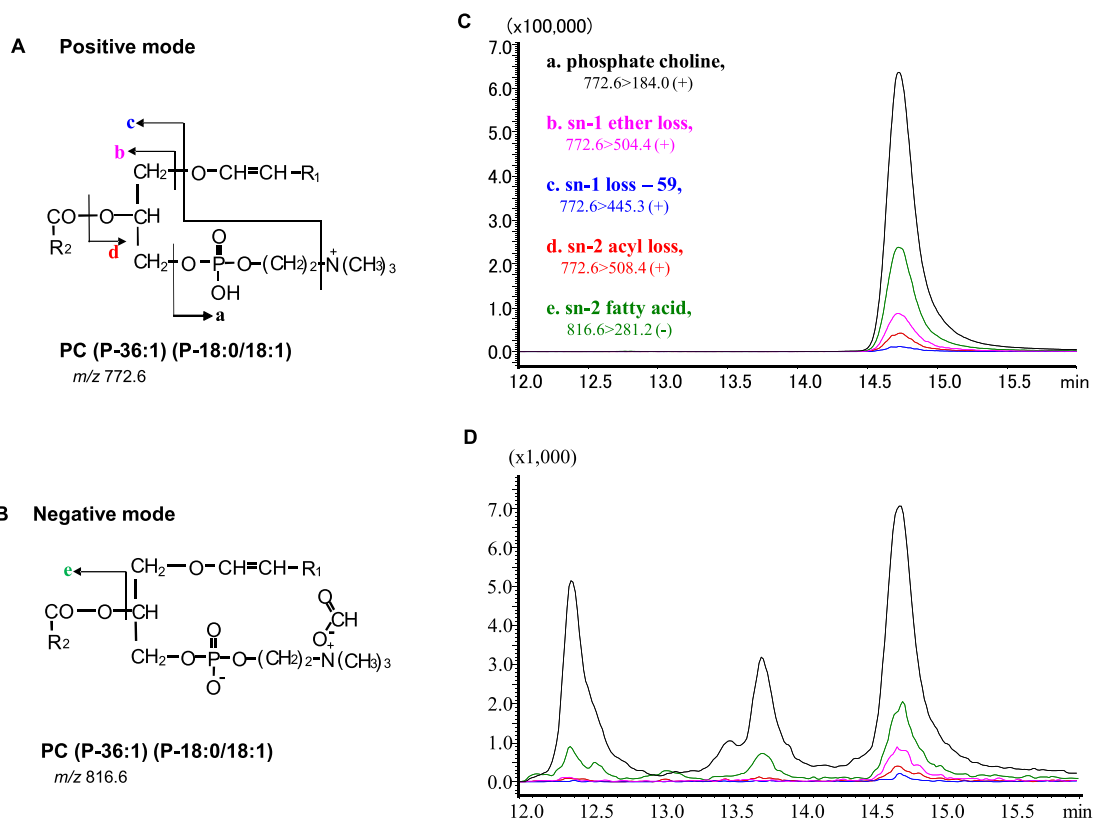 A Positive mode
c
b
CH2—O—CH=CH—R1
CO—O—CH
R2
d
O
CH2—O—P—O—(CH2)2—N(CH3)3
+
OH
a
PC (P-36:1) (P-18:0/18:1)
m/z 772.6
B Negative mode
e
CH2—O—CH=CH—R1
CO—O—CH
R2
O
CH
O-
O
CH2—O—P—O—(CH2)2—N(CH3)3
+
O-
PC (P-36:1) (P-18:0/18:1)
m/z 816.6
C
(x100,000)
7.0
6.0
5.0
4.0
3.0
2.0
1.0
0.0
a. phosphate choline,
772.6>184.0 (+)
b. sn-1 ether loss,
772.6>504.4 (+)
c. sn-1 loss – 59,
772.6>445.3 (+)
d. sn-2 acyl loss,
772.6>508.4 (+)
e. sn-2 fatty acid,
816.6>281.2 (-)
12.0 12.5 13.0 13.5 14.0 14.5 15.0 15.5 min
D
(x1,000)
7.0
6.0
5.0
4.0
3.0
2.0
1.0
0.0
12.0 12.5 13.0 13.5 14.0 14.5 15.0 15.5 min